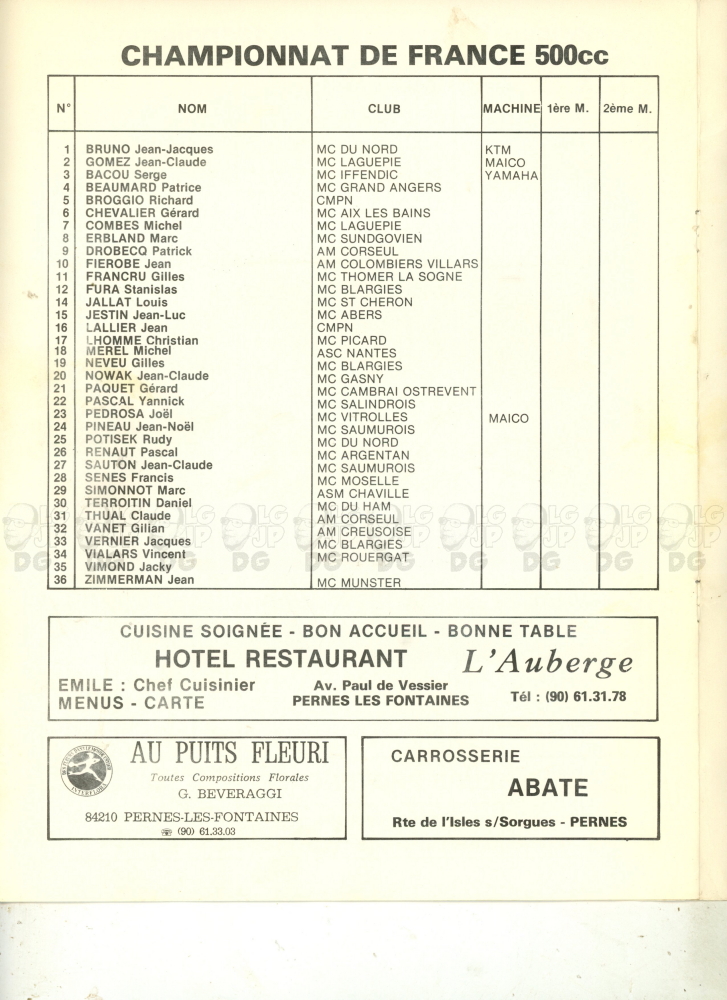 CHAMPIONNAT DE FRANCE 500cc
N° NOM CLUB MACHINE 1ère M. 2ème M.
1 BRUNO Jean-Jacques MC DU NORD KTM
2 GOMEZ Jean-Claude MC LAGUEPIE MAICO
3 BACOU Serge MC IFFENDIC YAMAHA
4 BEAUMARD Patrice MC GRAND ANGERS
5 BROGGIO Richard CMPN
6 CHEVALIER Gérard MC AIX LES BAINS
7 COMBES Michel MC LAGUEPIE
8 ERBLAND Marc MC SUNDGOVIEN
9 DROBECQ Patrick AM CORSEUL
10 FIEROBE Jean AM COLOMBIERS VILLARS
11 FRANCRU Gilles MC THOMER LA SOGNE
12 FURA Stanislas MC BLARGIES
14 JALLAT Louis MC ST CHERON
15 JESTIN Jean-Luc MC ABERS
16 LALLIER Jean CMPN
17 LHOMME Christian MC PICARD
18 MEREL Michel ASC NANTES
19 NEVEU Gilles MC BLARGIES
20 NOWAK Jean-Claude MC GASNY
21 PAQUET Gérard MC CAMBRAI OSTREVENT
22 PASCAL Yannick MC SALINDROIS
23 PEDROSA Joël MC VITROLLES MAICO
24 PINEAU Jean-Noël MC SAUMUROIS
25 POTISEK Rudy MC DU NORD
26 RENAUT Pascal MC ARGENTAN
27 SAUTON Jean-Claude MC SAUMUROIS
28 SENES Francis MC MOSELLE
29 SIMONNOT Marc ASM CHAVILLE
30 TERROITIN Daniel MC DU HAM
31 THUAL Claude AM CORSEUL
32 VANET Gilian AM CREUSOISE
33 VERNIER Jacques MC BLARGIES
34 VIALARS Vincent MC ROUERGAT
35 VIMOND Jacky
36 ZIMMERMAN Jean MC MUNSTER
CUISINE SOIGNÉE - BON ACCUEIL - BONNE TABLE
HOTEL RESTAURANT L'Auberge
EMILE : Chef Cuisinier Av. Paul de Vessier Tél : (90) 61.31.78
MENUS - CARTE PERNES LES FONTAINES
AU PUITS FLEURI
Toutes Compositions Florales
G. BEVERAGGI
84210 PERNES-LES-FONTAINES
☏ (90) 61.33.03
INTERFLORA
CARROSSERIE
ABATE
Rte de l'Isles s/Sorgues - PERNES